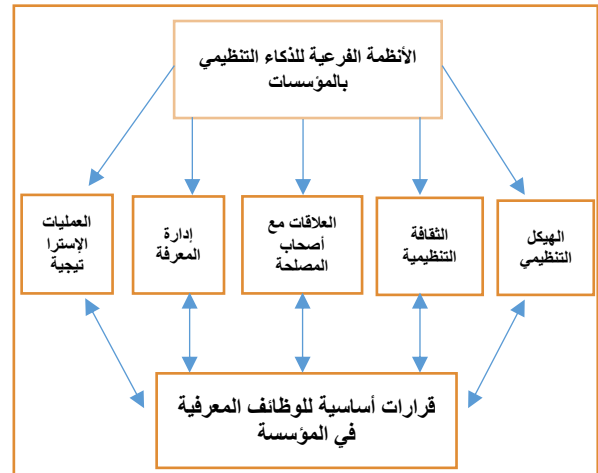 الأنظمة الفرعية للذكاء التنظيمي
بالمؤسسات
الهيكل
التنظيمي
الثقافة
التنظيمية
العلاقات مع
أصحاب
المصلحة
إدارة
المعرفة
العمليات
الإسترا
تيجية
قرارات أساسية للوظائف المعرفية
في المؤسسة